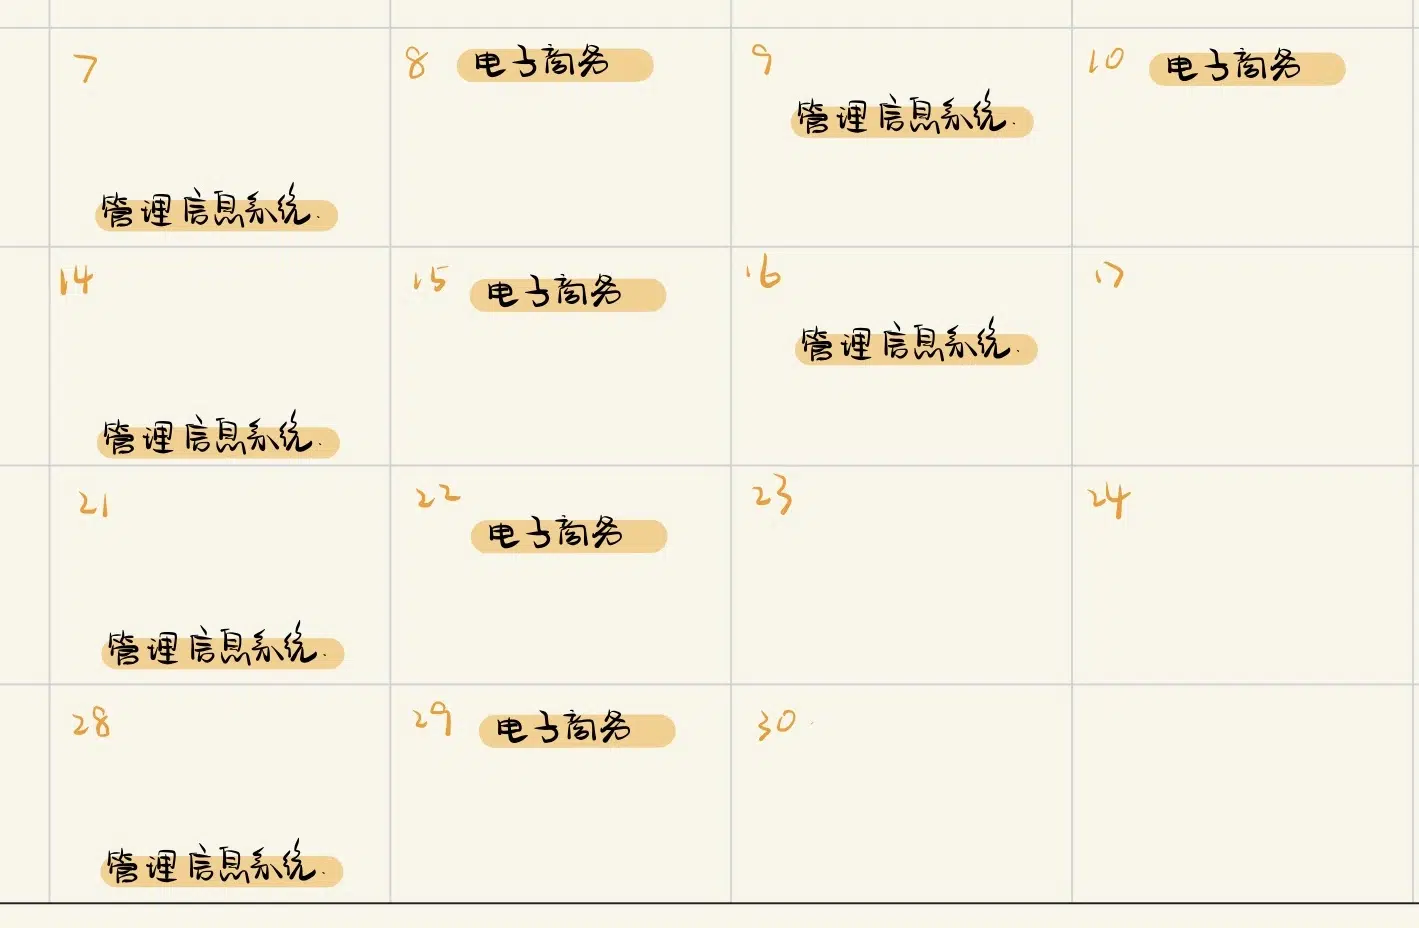 7
8 电子商务
9
10 电子商务
管理信息系统.
管理信息系统.
14
15 电子商务
16
17
管理信息系统.
管理信息系统.
21
22
23
24
电子商务
管理信息系统.
28
29 电子商务
30
管理信息系统.